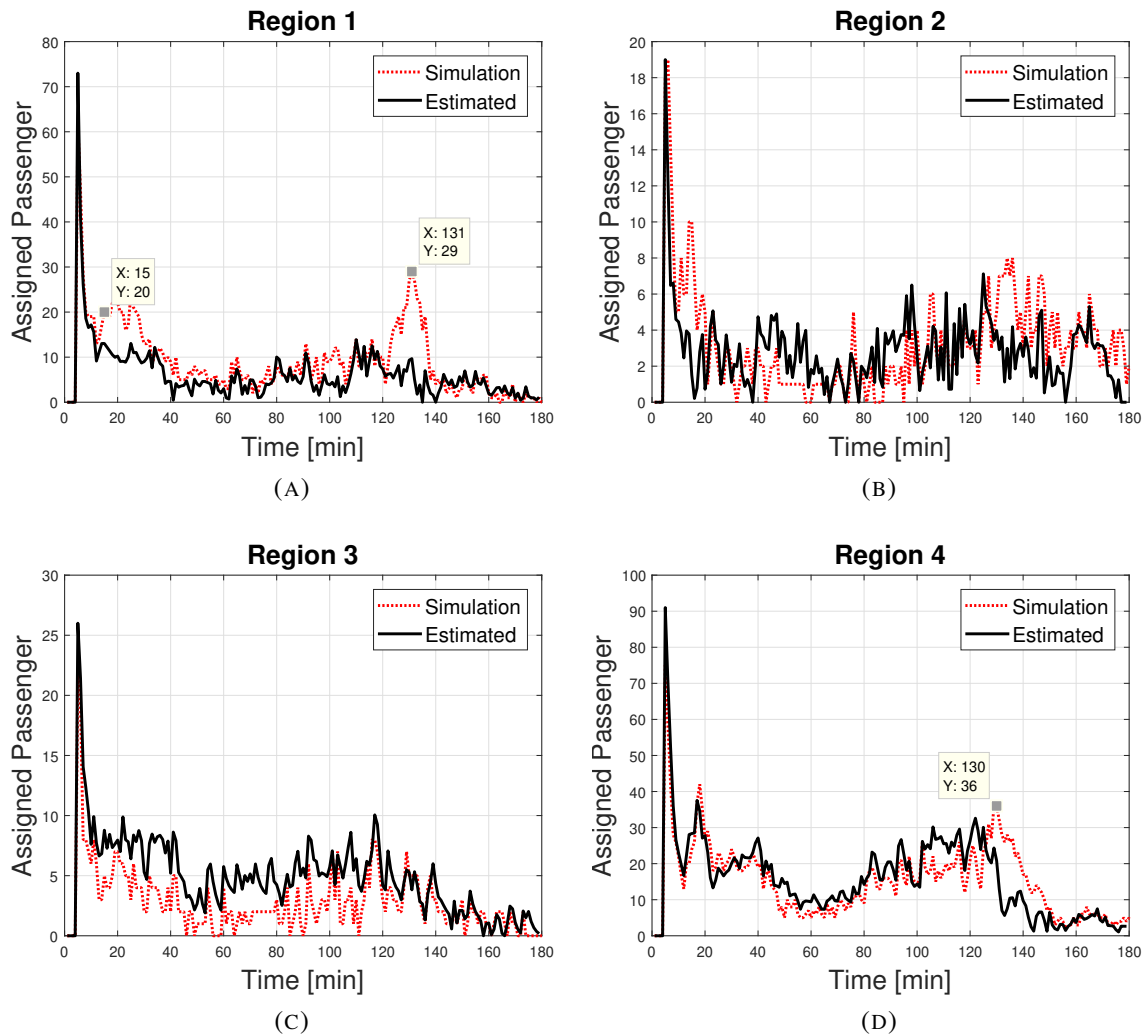 Region 1
80
70
60
50
40
30
20
10
0
Assigned Passenger
Simulation
Estimated
X: 15
Y: 20
X: 131
Y: 29
0 20 40 60 80 100 120 140 160 180
Time [min]
(A)
Region 2
20
18
16
14
12
10
8
6
4
2
0
Assigned Passenger
Simulation
Estimated
0 20 40 60 80 100 120 140 160 180
Time [min]
(B)
Region 3
30
25
20
15
10
5
0
Assigned Passenger
Simulation
Estimated
0 20 40 60 80 100 120 140 160 180
Time [min]
(C)
Region 4
100
90
80
70
60
50
40
30
20
10
0
Assigned Passenger
Simulation
Estimated
X: 130
Y: 36
0 20 40 60 80 100 120 140 160 180
Time [min]
(D)